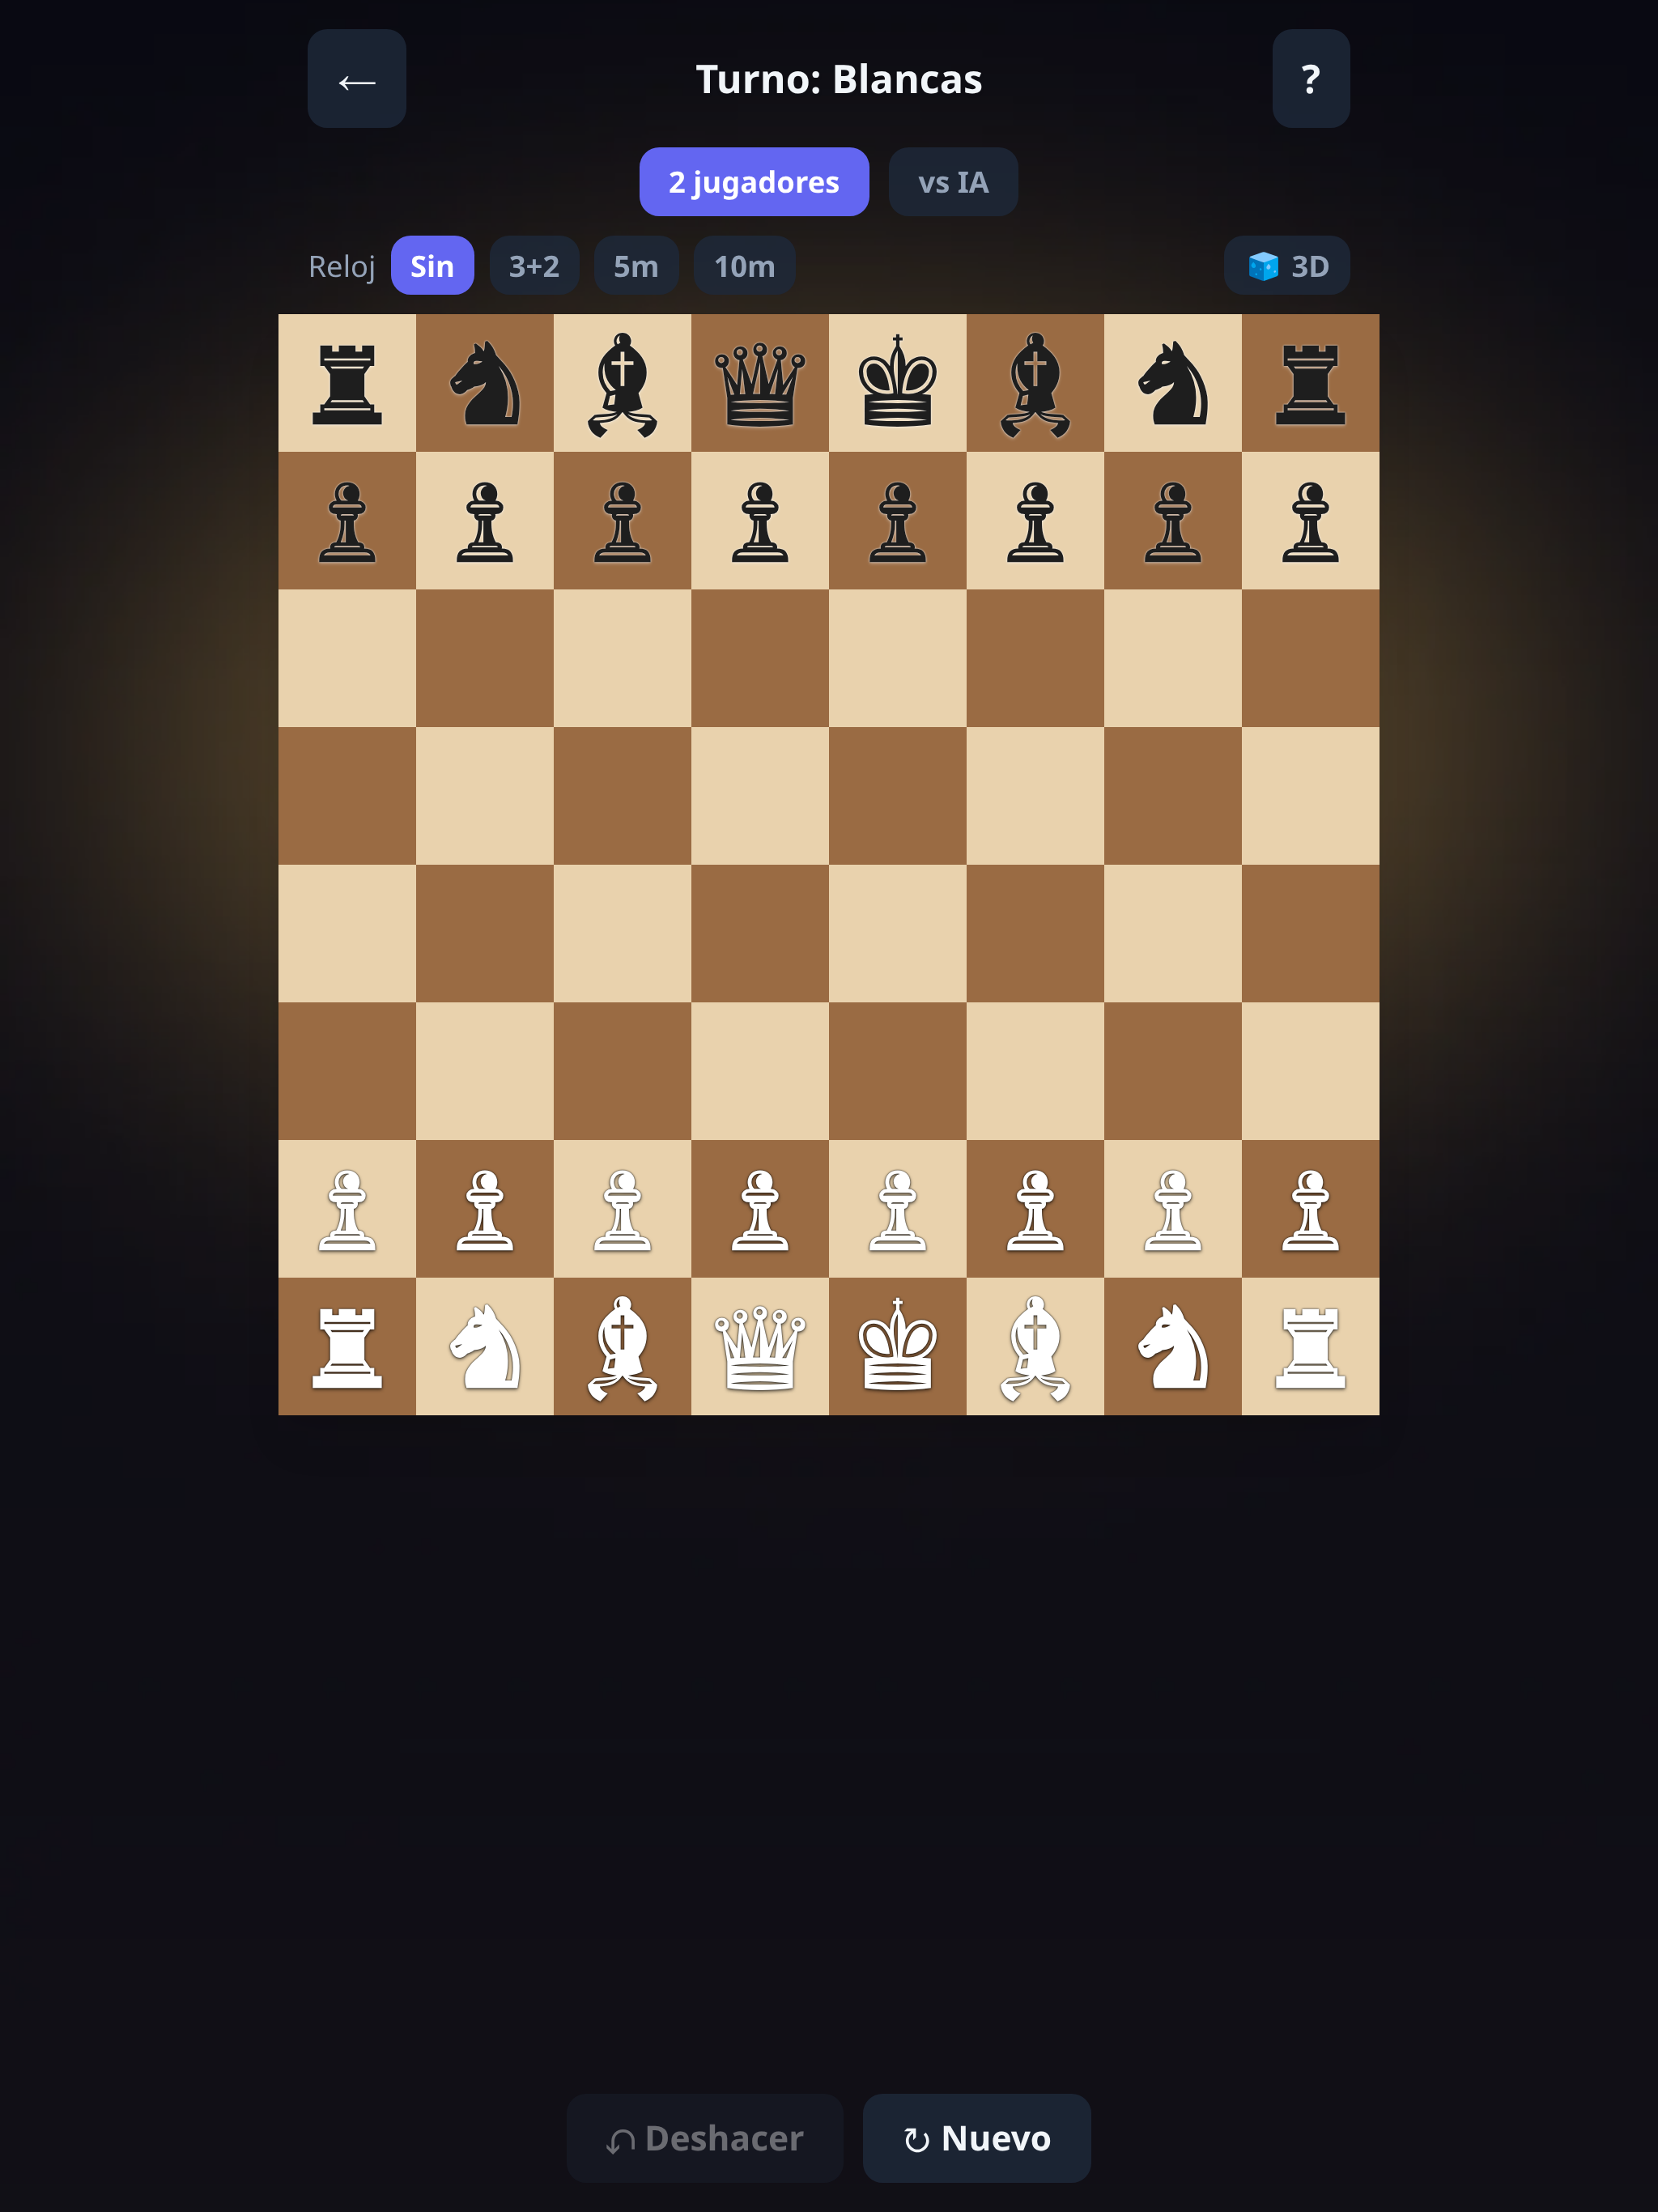 ← Turno: Blancas ?
2 jugadores vs IA
Reloj Sin 3+2 5m 10m 3D
Deshacer ↻ Nuevo